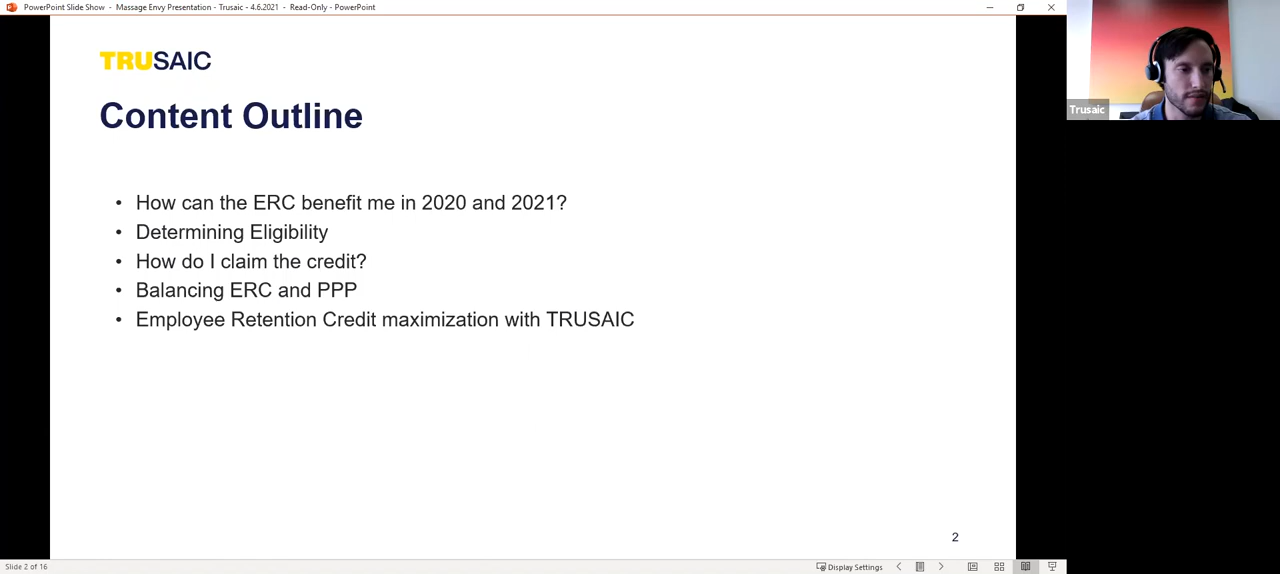 PowerPoint Slide Show - Massage Envy Presentation - Trusaic - 4.6.2021 - Read-Only - PowerPoint
TRUSAIC
Content Outline
• How can the ERC benefit me in 2020 and 2021?
• Determining Eligibility
• How do I claim the credit?
• Balancing ERC and PPP
• Employee Retention Credit maximization with TRUSAIC
2
Trusaic
Slide 2 of 16
Display Settings